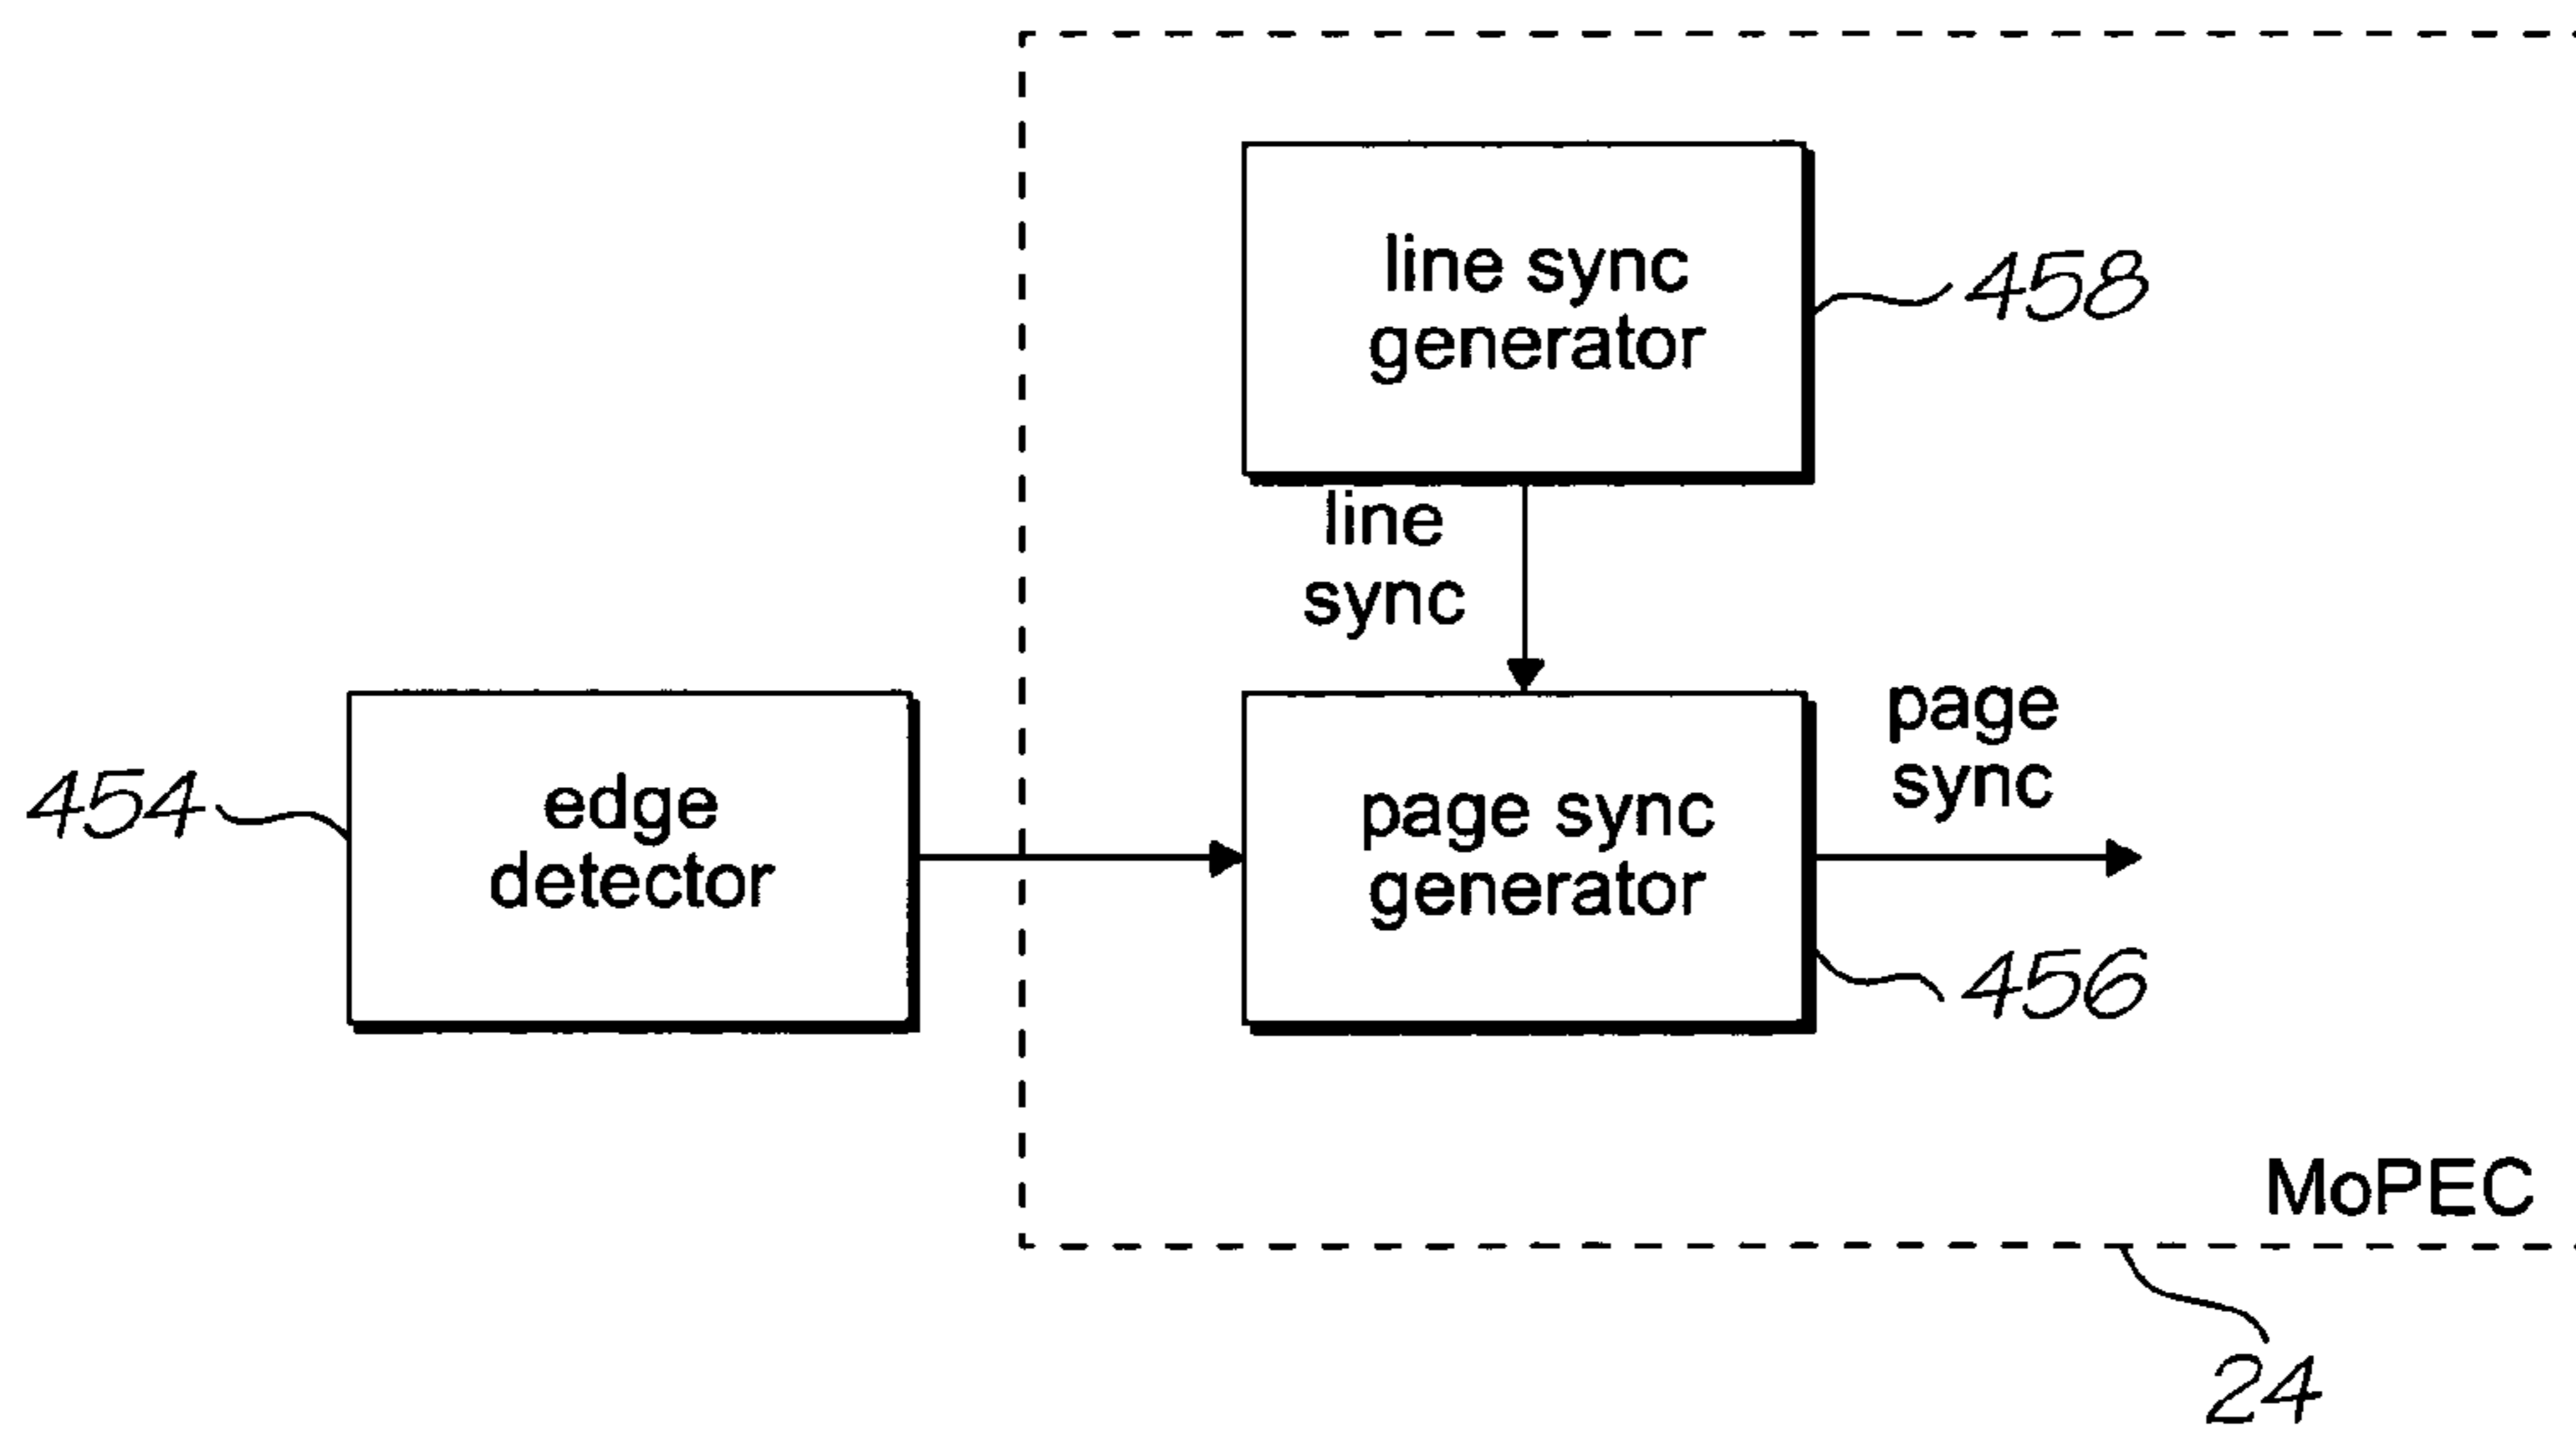 line sync
generator
458
line
sync
page
sync
454
edge
detector
page sync
generator
456
MoPEC
24